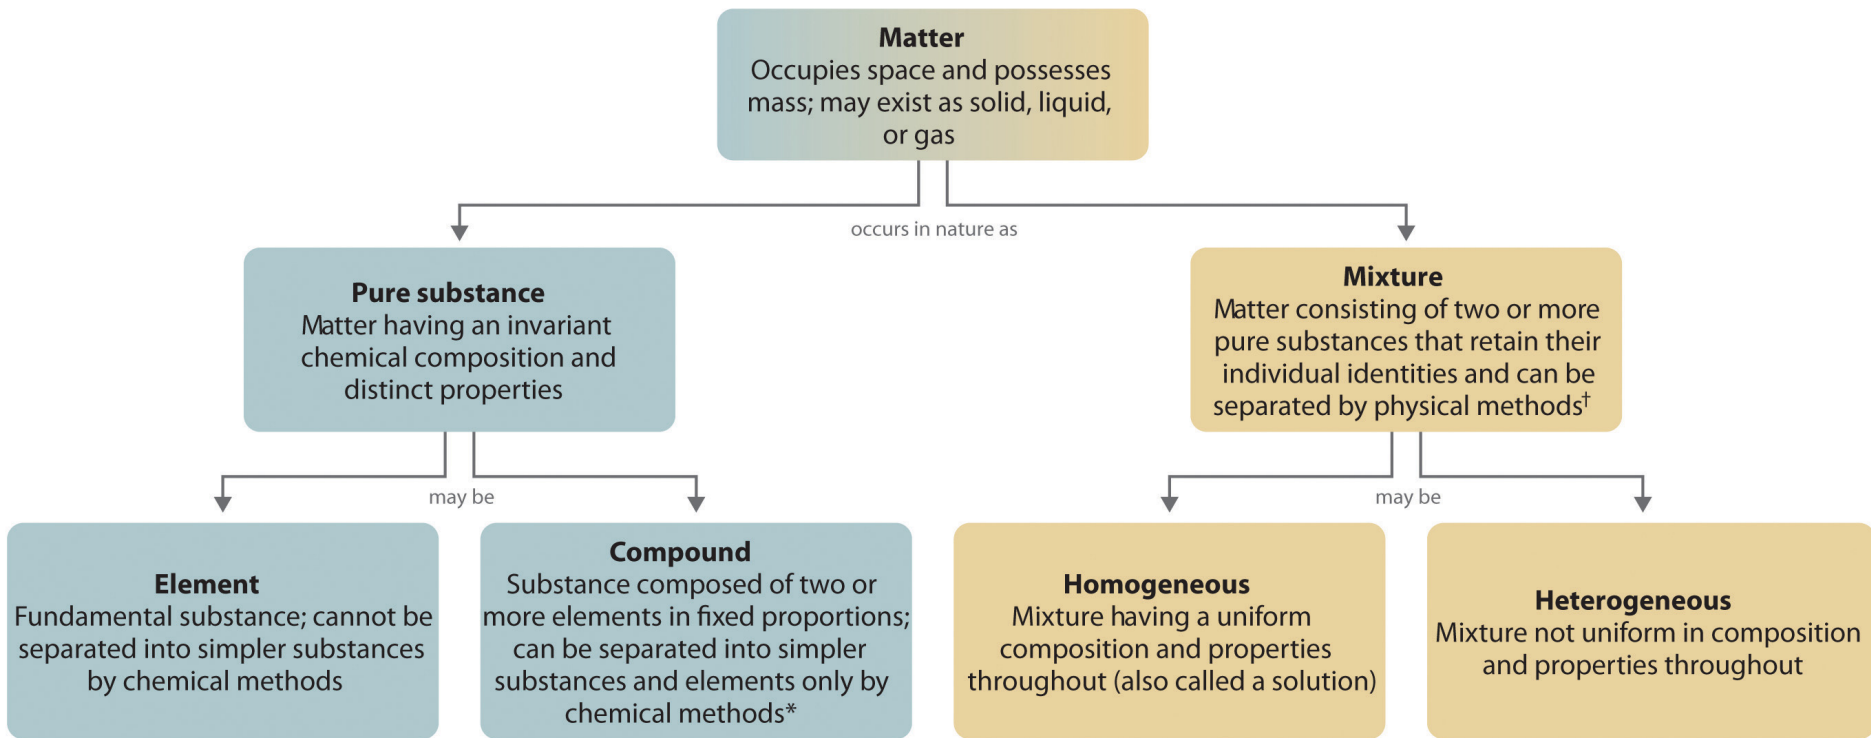 Matter
Occupies space and possesses
mass; may exist as solid, liquid,
or gas
occurs in nature as
Pure substance
Matter having an invariant
chemical composition and
distinct properties
Mixture
Matter consisting of two or more
pure substances that retain their
individual identities and can be
separated by physical methods†
may be
may be
Element
Fundamental substance; cannot be
separated into simpler substances
by chemical methods
Compound
Substance composed of two or
more elements in fixed proportions;
can be separated into simpler
substances and elements only by
chemical methods*
Homogeneous
Mixture having a uniform
composition and properties
throughout (also called a solution)
Heterogeneous
Mixture not uniform in composition
and properties throughout